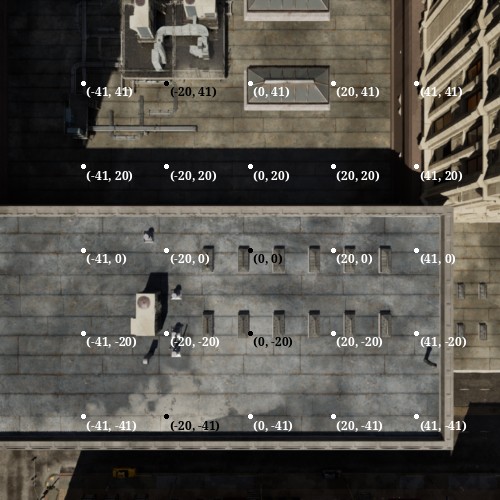 (-41, 41) (-20, 41) (0, 41) (20, 41) (41, 41)
(-41, 20) (-20, 20) (0, 20) (20, 20) (41, 20)
(-41, 0) (-20, 0) (0, 0) (20, 0) (41, 0)
(-41, -20) (-20, -20) (0, -20) (20, -20) (41, -20)
(-41, -41) (-20, -41) (0, -41) (20, -41) (41, -41)